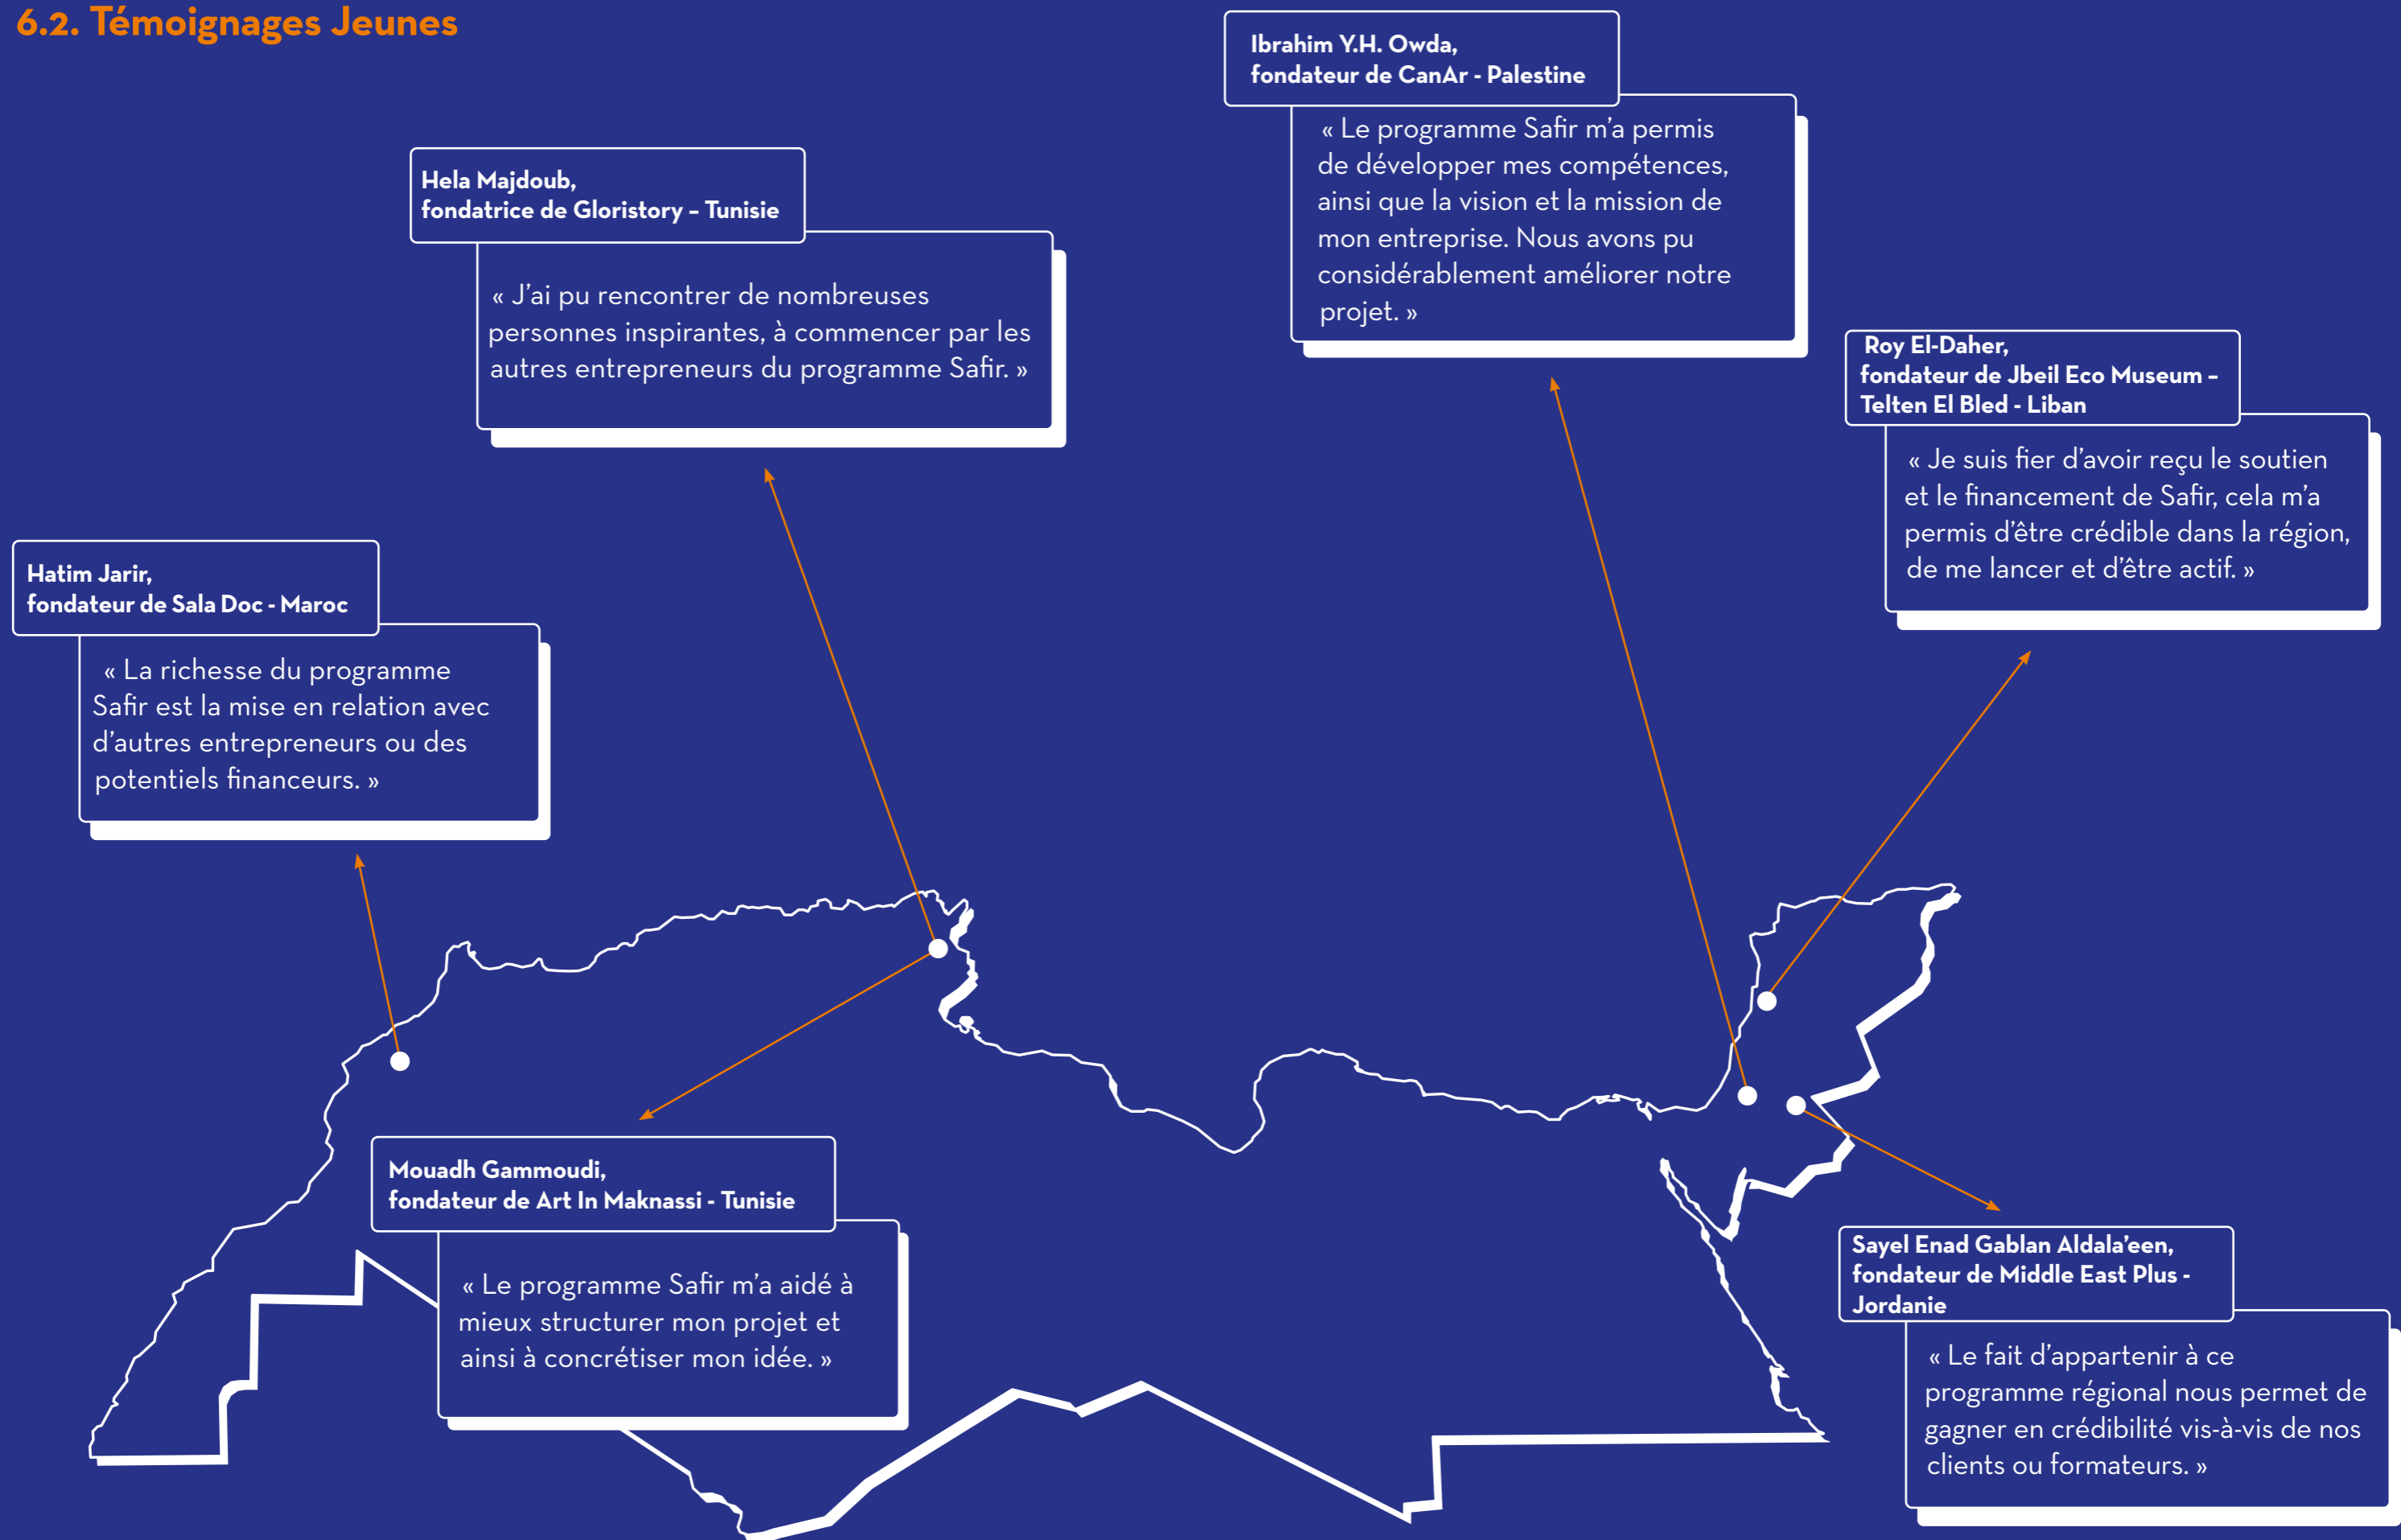 6.2. Témoignages Jeunes
Ibrahim Y.H. Owda,
fondateur de CanAr - Palestine
« Le programme Safir m'a permis
de développer mes compétences,
ainsi que la vision et la mission de
mon entreprise. Nous avons pu
considérablement améliorer notre
projet. »
Hela Majdoub,
fondatrice de Gloristory – Tunisie
« J'ai pu rencontrer de nombreuses
personnes inspirantes, à commencer par les
autres entrepreneurs du programme Safir. »
Roy El-Daher,
fondateur de Jbeil Eco Museum –
Telten El Bled - Liban
« Je suis fier d'avoir reçu le soutien
et le financement de Safir, cela m'a
permis d'être crédible dans la région,
de me lancer et d'être actif. »
Hatim Jarir,
fondateur de Sala Doc - Maroc
« La richesse du programme
Safir est la mise en relation avec
d'autres entrepreneurs ou des
potentiels financeurs. »
Mouadh Gammoudi,
fondateur de Art In Maknassi - Tunisie
« Le programme Safir m'a aidé à
mieux structurer mon projet et
ainsi à concrétiser mon idée. »
Sayel Enad Gablan Aldala'een,
fondateur de Middle East Plus -
Jordanie
« Le fait d'appartenir à ce
programme régional nous permet de
gagner en crédibilité vis-à-vis de nos
clients ou formateurs. »